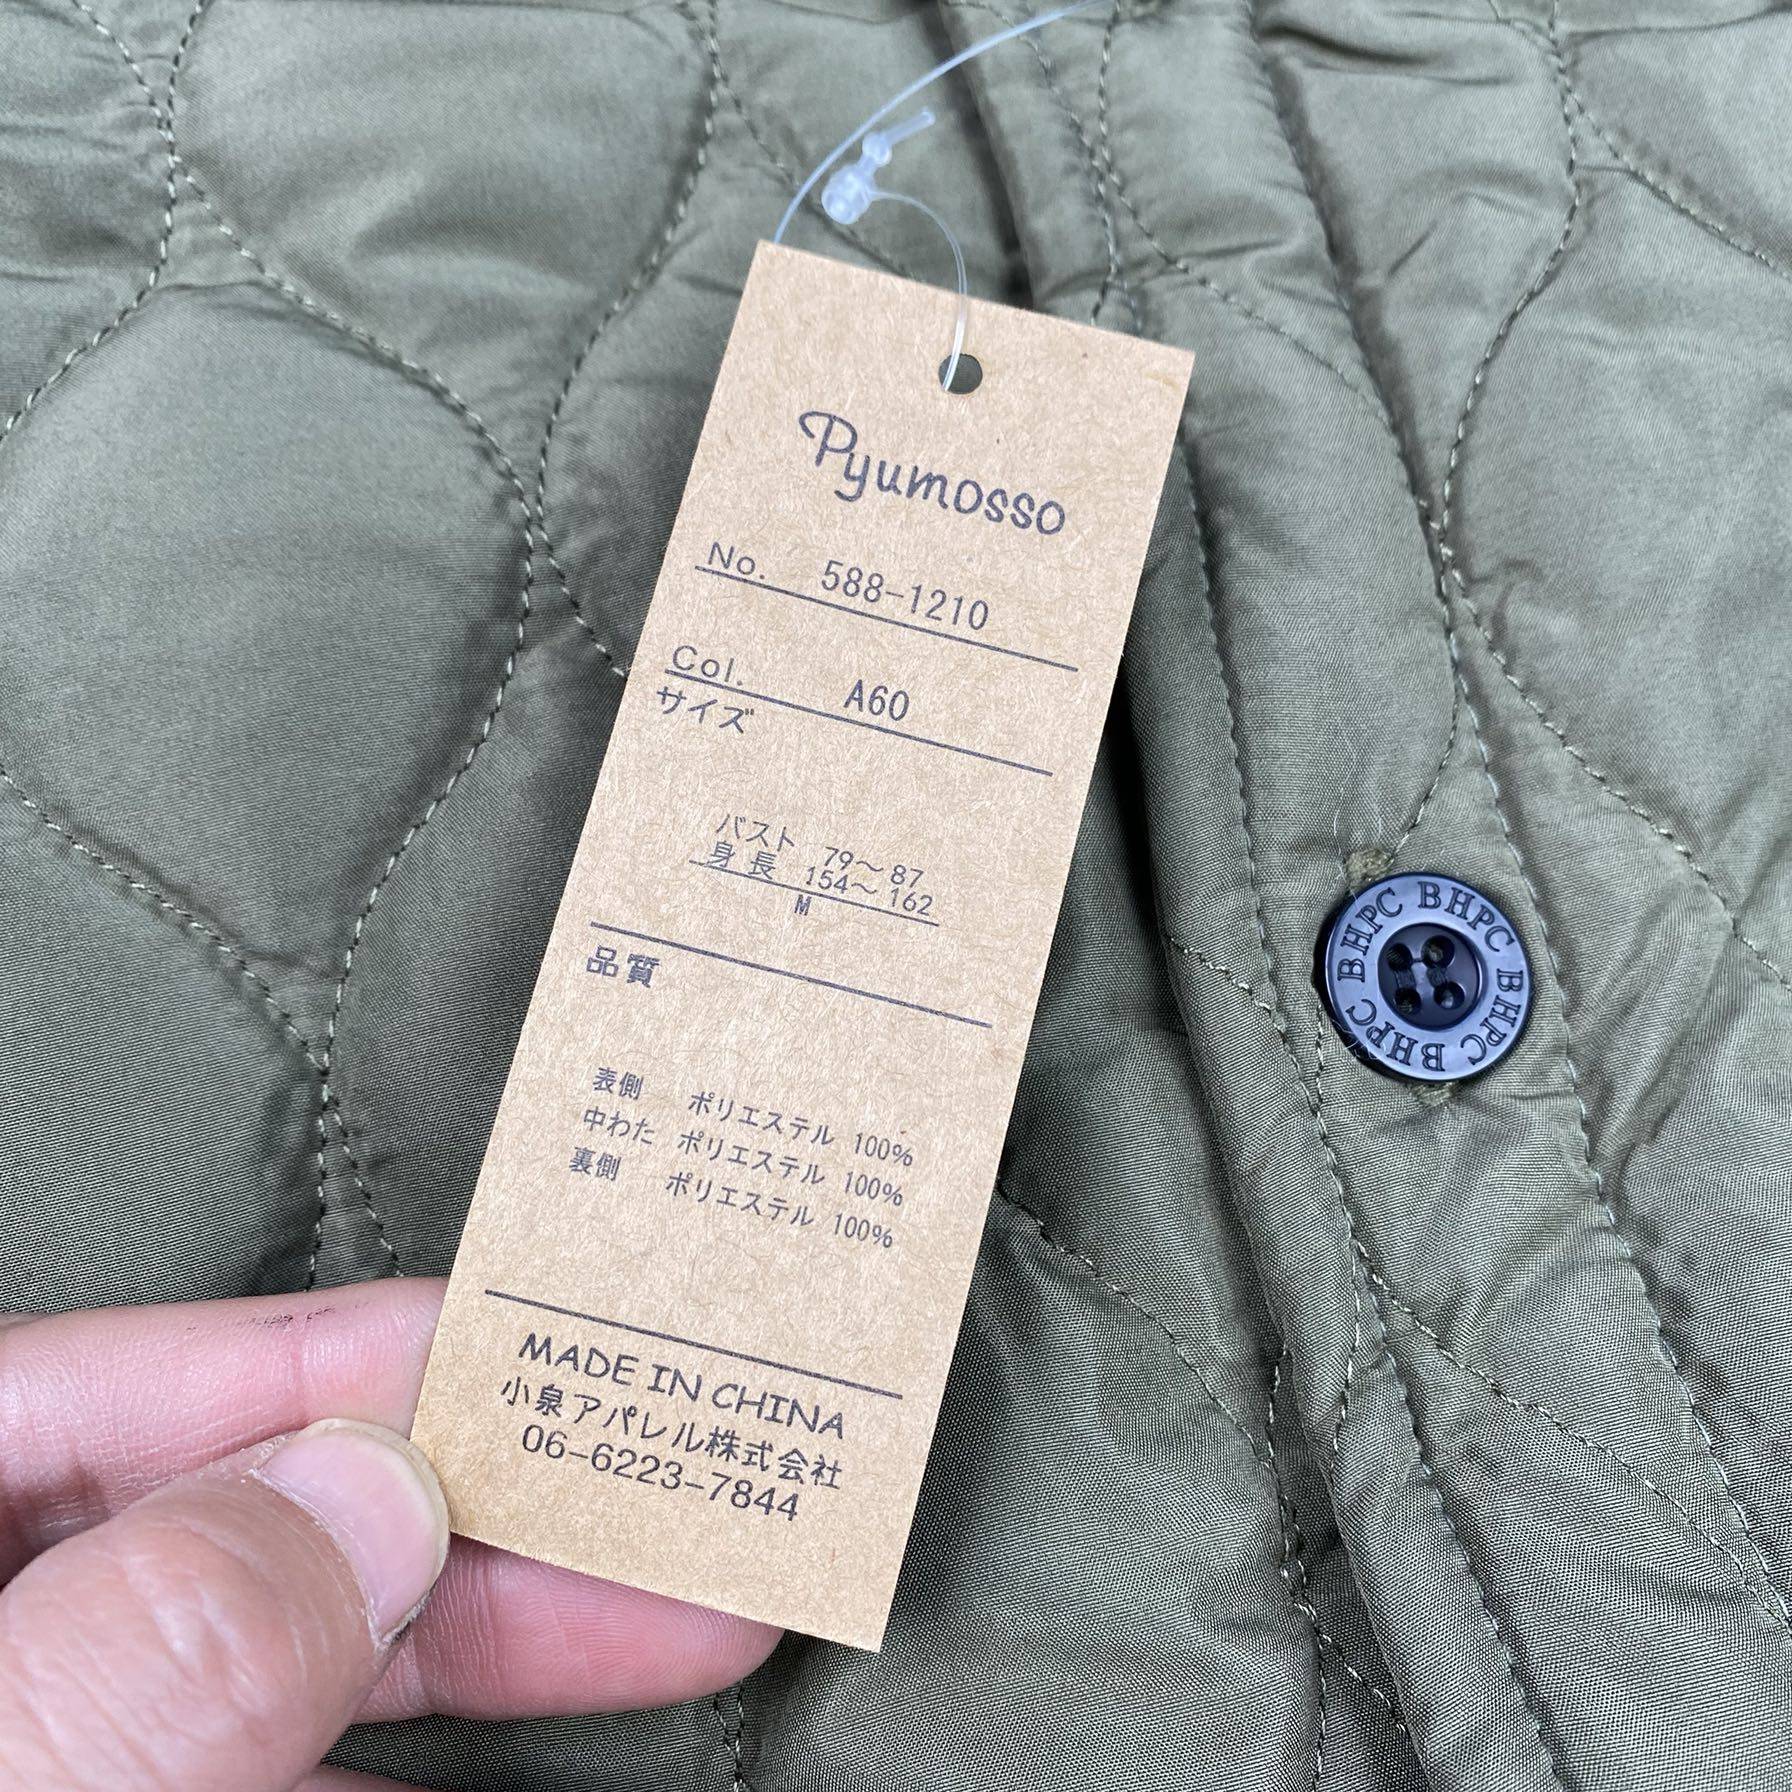 Pyumosso
No. 588-1210
Col. A60
サイズ
バスト 79～87
身長 154～162
M
品質
表側 ポリエステル 100%
中わた ポリエステル 100%
裏側 ポリエステル 100%
MADE IN CHINA
小泉アパレル株式会社
06-6223-7844
BHPC BHPC BHPC BHPC